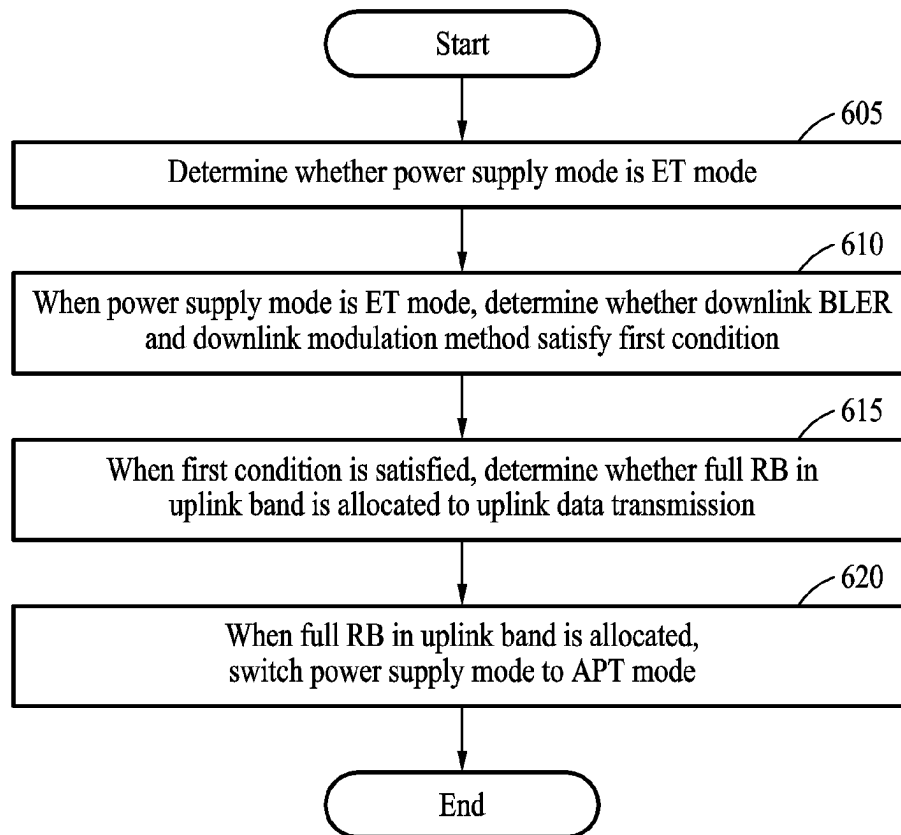 Start
605
Determine whether power supply mode is ET mode
610
When power supply mode is ET mode, determine whether downlink BLER
and downlink modulation method satisfy first condition
615
When first condition is satisfied, determine whether full RB in
uplink band is allocated to uplink data transmission
620
When full RB in uplink band is allocated,
switch power supply mode to APT mode
End